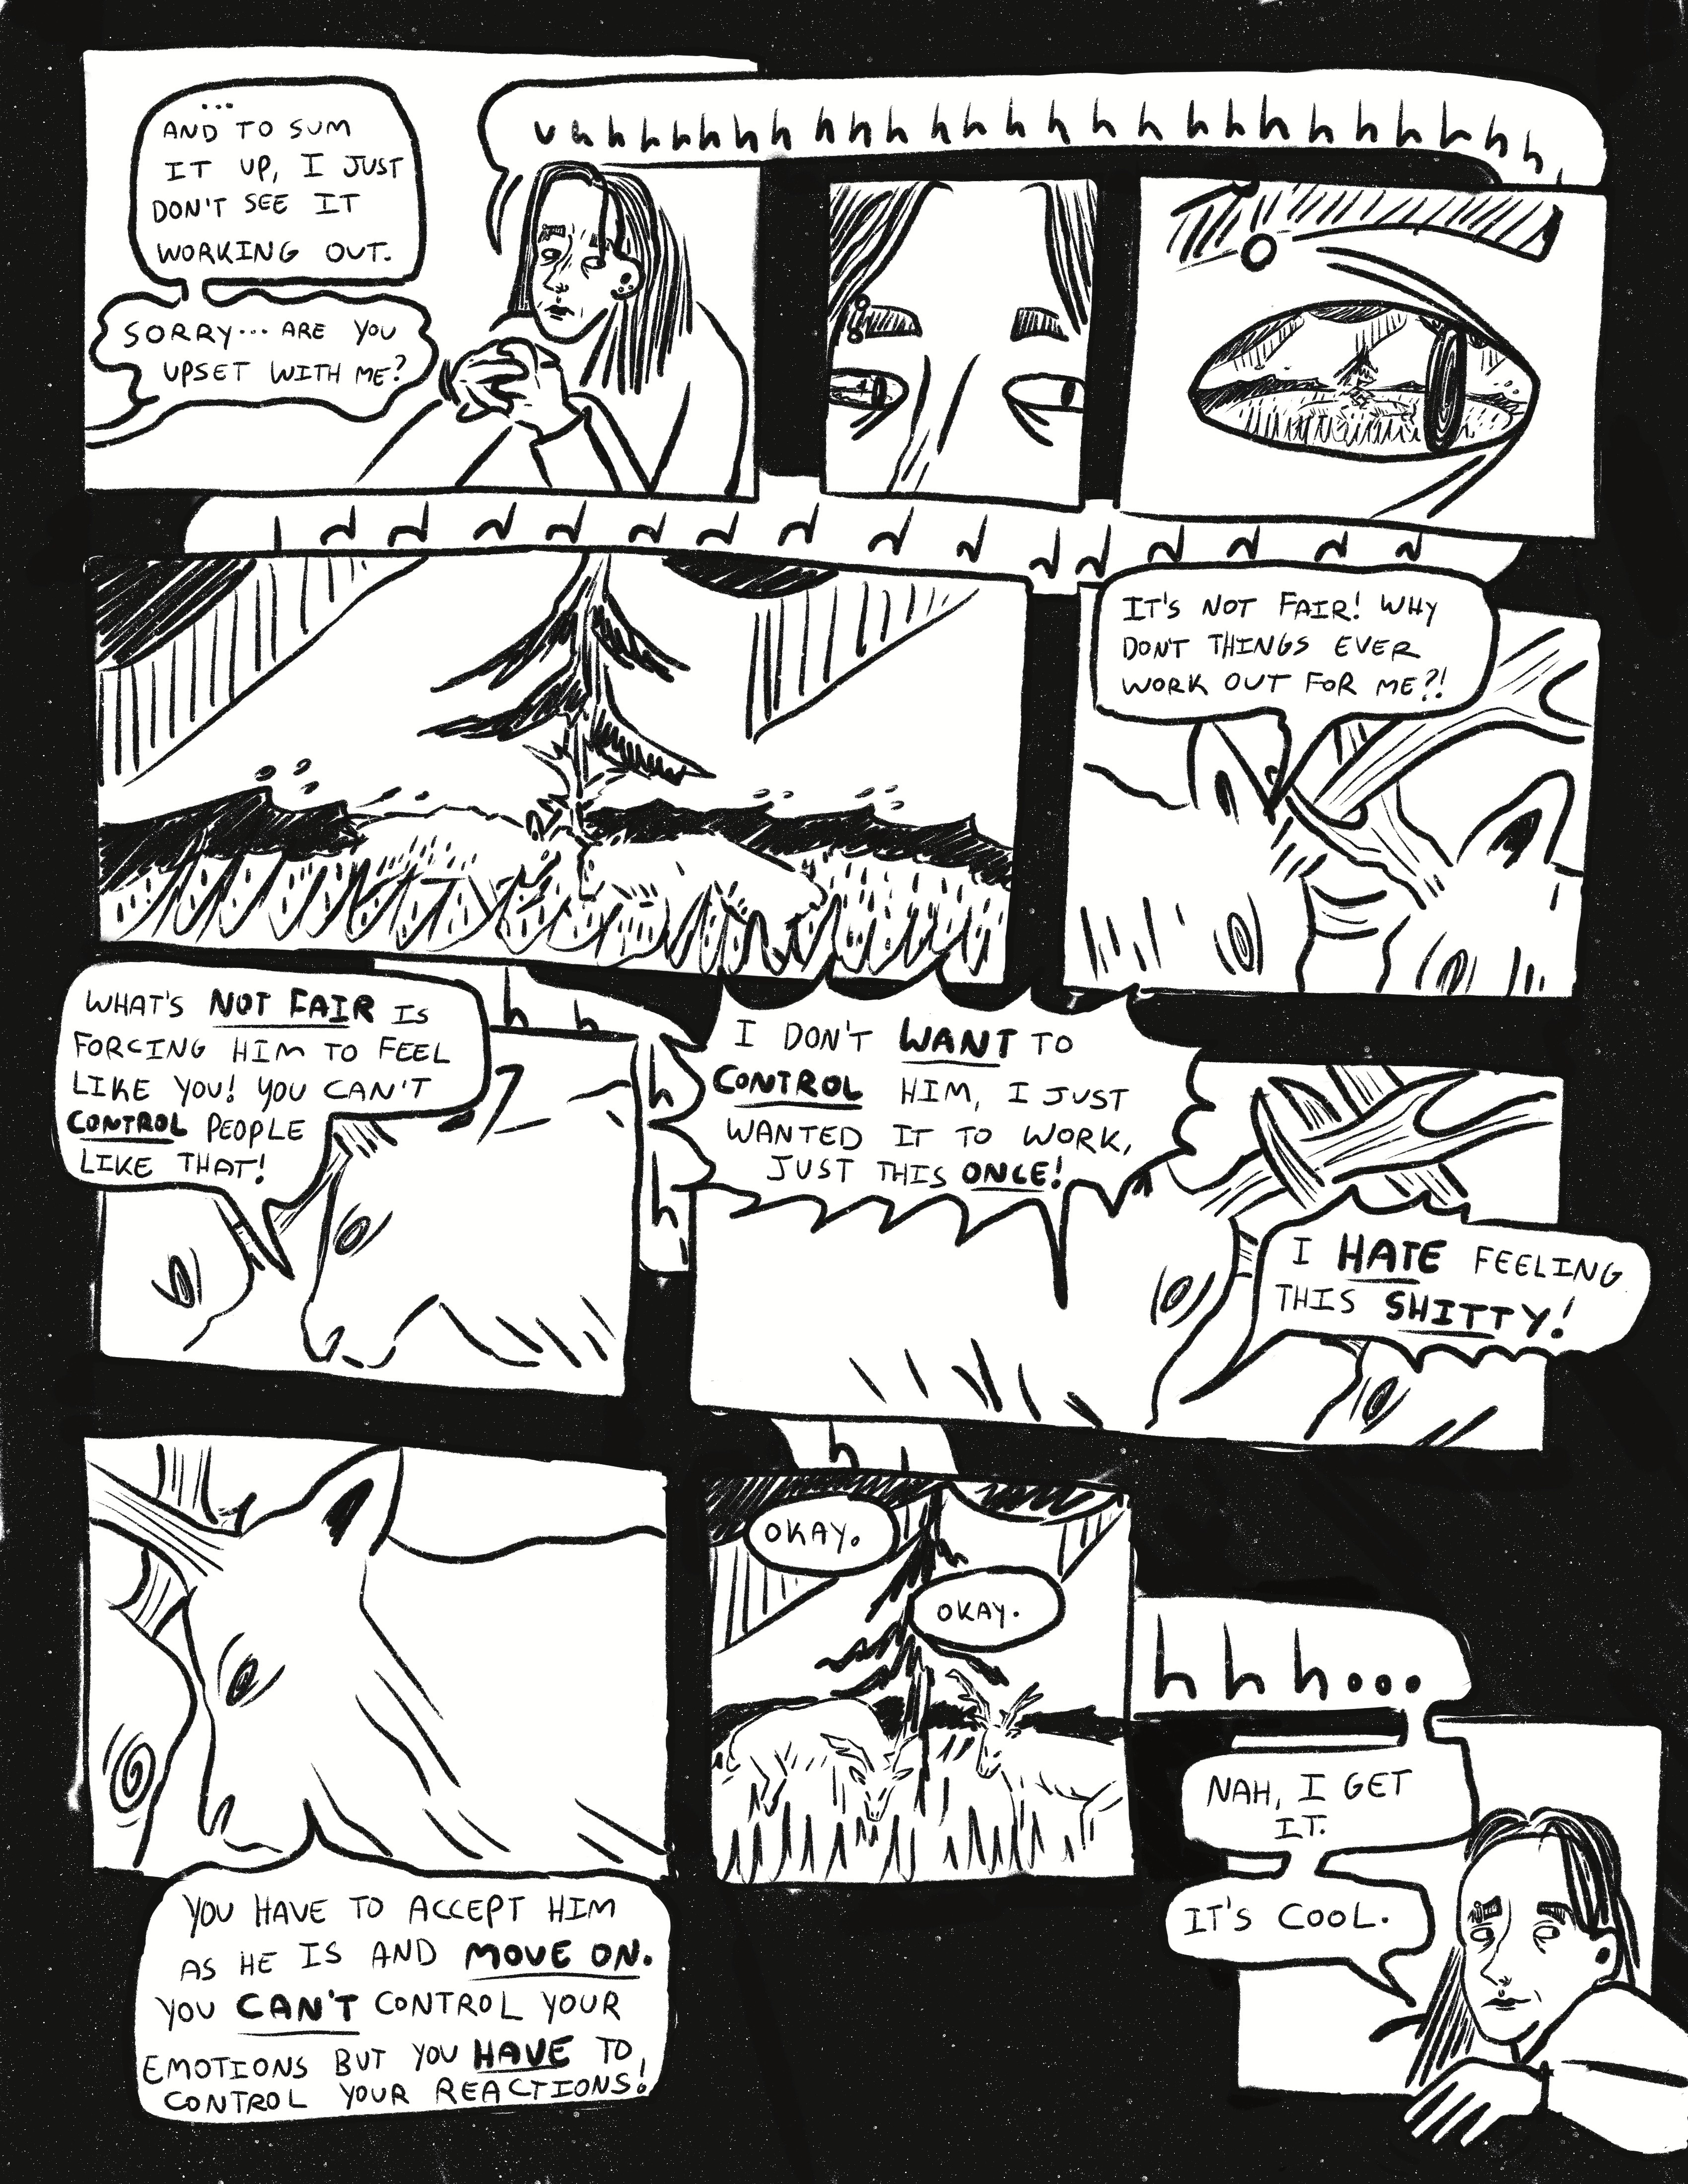 ...
AND TO SUM
IT UP, I JUST
DON'T SEE IT
WORKING OUT.
SORRY... ARE YOU
UPSET WITH ME?
uhhhhhhhhhhhhhhhhhhhhhhhhh
hhhhhhhhhhhhhhh
IT'S NOT FAIR! WHY
DONT THINGS EVER
WORK OUT FOR ME?!
WHAT'S NOT FAIR IS
FORCING HIM TO FEEL
LIKE YOU! YOU CAN'T
CONTROL PEOPLE
LIKE THAT!
h h
h
h
h
I DON'T WANT TO
CONTROL HIM, I JUST
WANTED IT TO WORK,
JUST THIS ONCE!
I HATE FEELING
THIS SHITTY!
YOU HAVE TO ACCEPT HIM
AS HE IS AND MOVE ON.
YOU CAN'T CONTROL YOUR
EMOTIONS BUT YOU HAVE TO
CONTROL YOUR REACTIONS!
h h
OKAY.
OKAY.
hhh...
NAH, I GET
IT.
IT'S COOL.